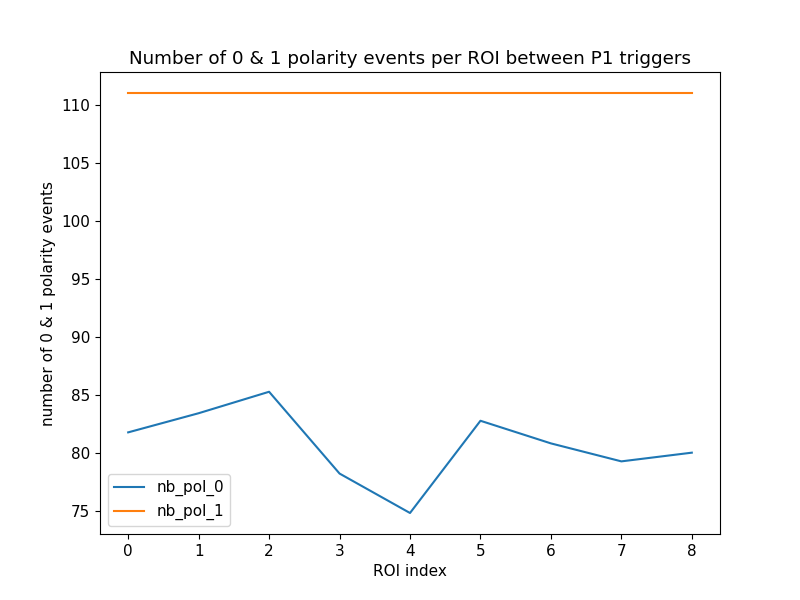 Number of 0 & 1 polarity events per ROI between P1 triggers
number of 0 & 1 polarity events
110
105
100
95
90
85
80
75
nb_pol_0
nb_pol_1
0 1 2 3 4 5 6 7 8
ROI index